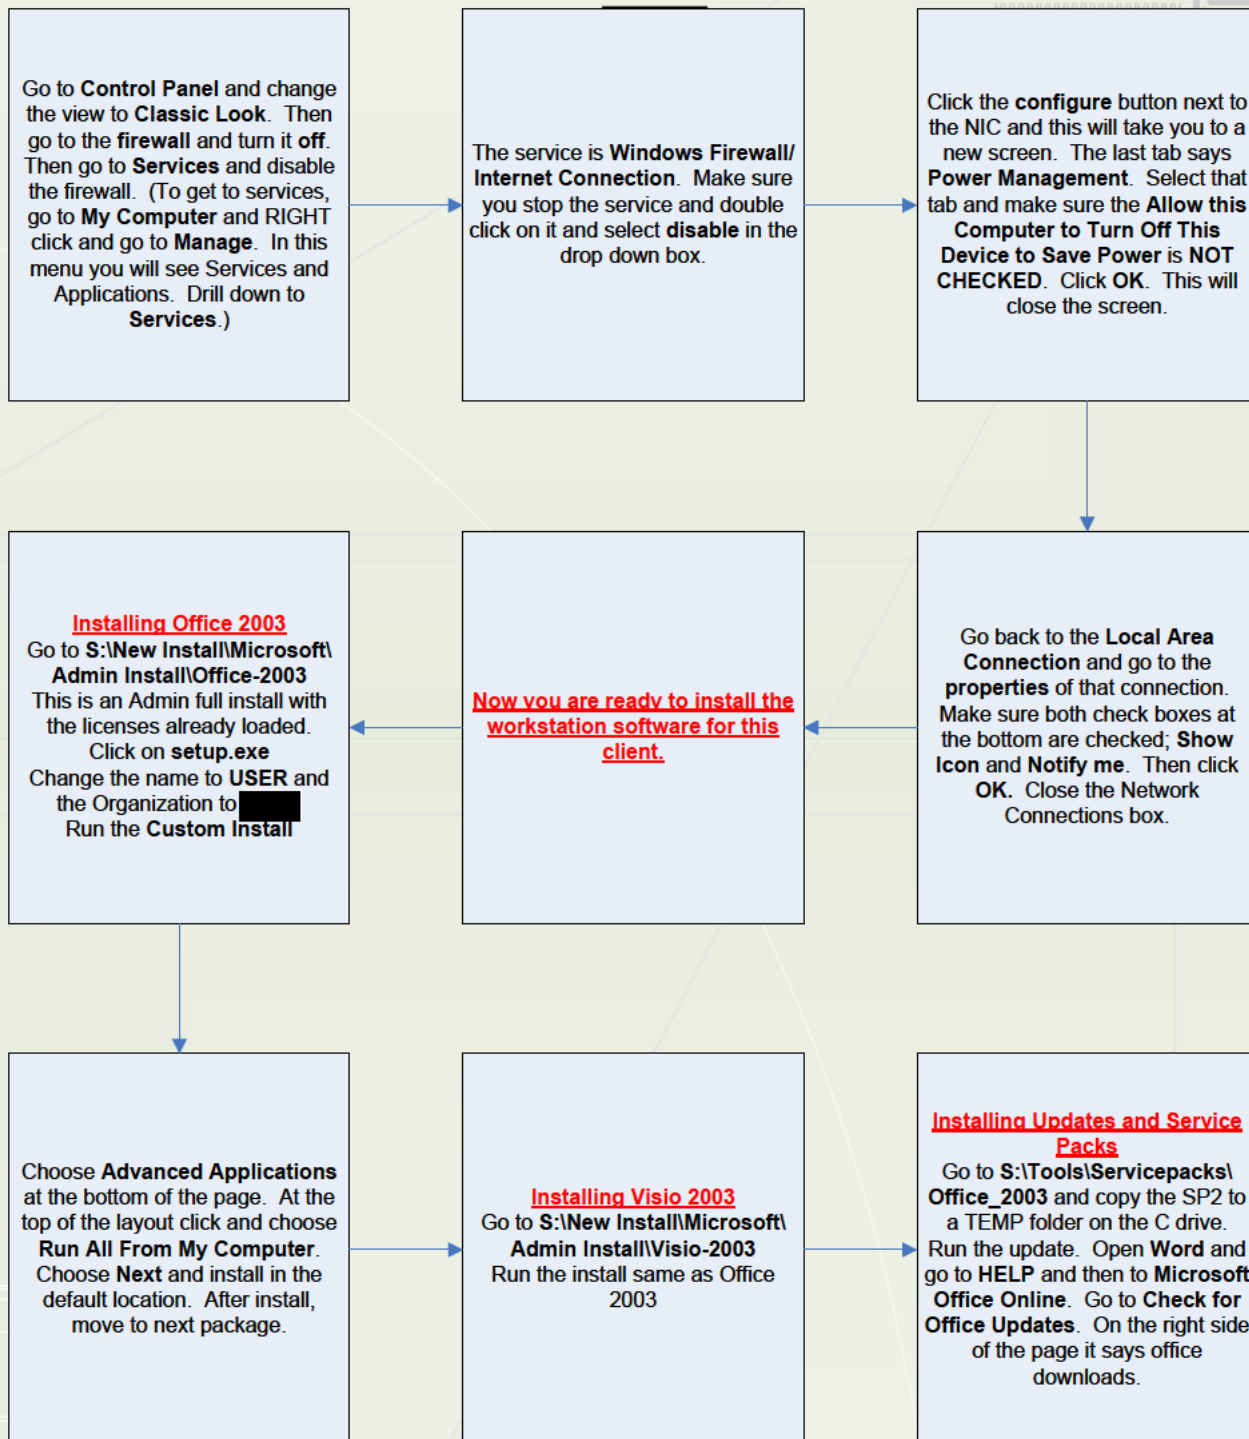 Go to Control Panel and change
the view to Classic Look. Then
go to the firewall and turn it off.
Then go to Services and disable
the firewall. (To get to services,
go to My Computer and RIGHT
click and go to Manage. In this
menu you will see Services and
Applications. Drill down to
Services.)
The service is Windows Firewall/
Internet Connection. Make sure
you stop the service and double
click on it and select disable in the
drop down box.
Click the configure button next to
the NIC and this will take you to a
new screen. The last tab says
Power Management. Select that
tab and make sure the Allow this
Computer to Turn Off This
Device to Save Power is NOT
CHECKED. Click OK. This will
close the screen.
Go back to the Local Area
Connection and go to the
properties of that connection.
Make sure both check boxes at
the bottom are checked; Show
Icon and Notify me. Then click
OK. Close the Network
Connections box.
Now you are ready to install the
workstation software for this
client.
Installing Office 2003
Go to S:\New Install\Microsoft\
Admin Install\Office-2003
This is an Admin full install with
the licenses already loaded.
Click on setup.exe
Change the name to USER and
the Organization to
Run the Custom Install
Choose Advanced Applications
at the bottom of the page. At the
top of the layout click and choose
Run All From My Computer.
Choose Next and install in the
default location. After install,
move to next package.
Installing Visio 2003
Go to S:\New Install\Microsoft\
Admin Install\Visio-2003
Run the install same as Office
2003
Installing Updates and Service
Packs
Go to S:\Tools\Servicepacks\
Office_2003 and copy the SP2 to
a TEMP folder on the C drive.
Run the update. Open Word and
go to HELP and then to Microsoft
Office Online. Go to Check for
Office Updates. On the right side
of the page it says office
downloads.